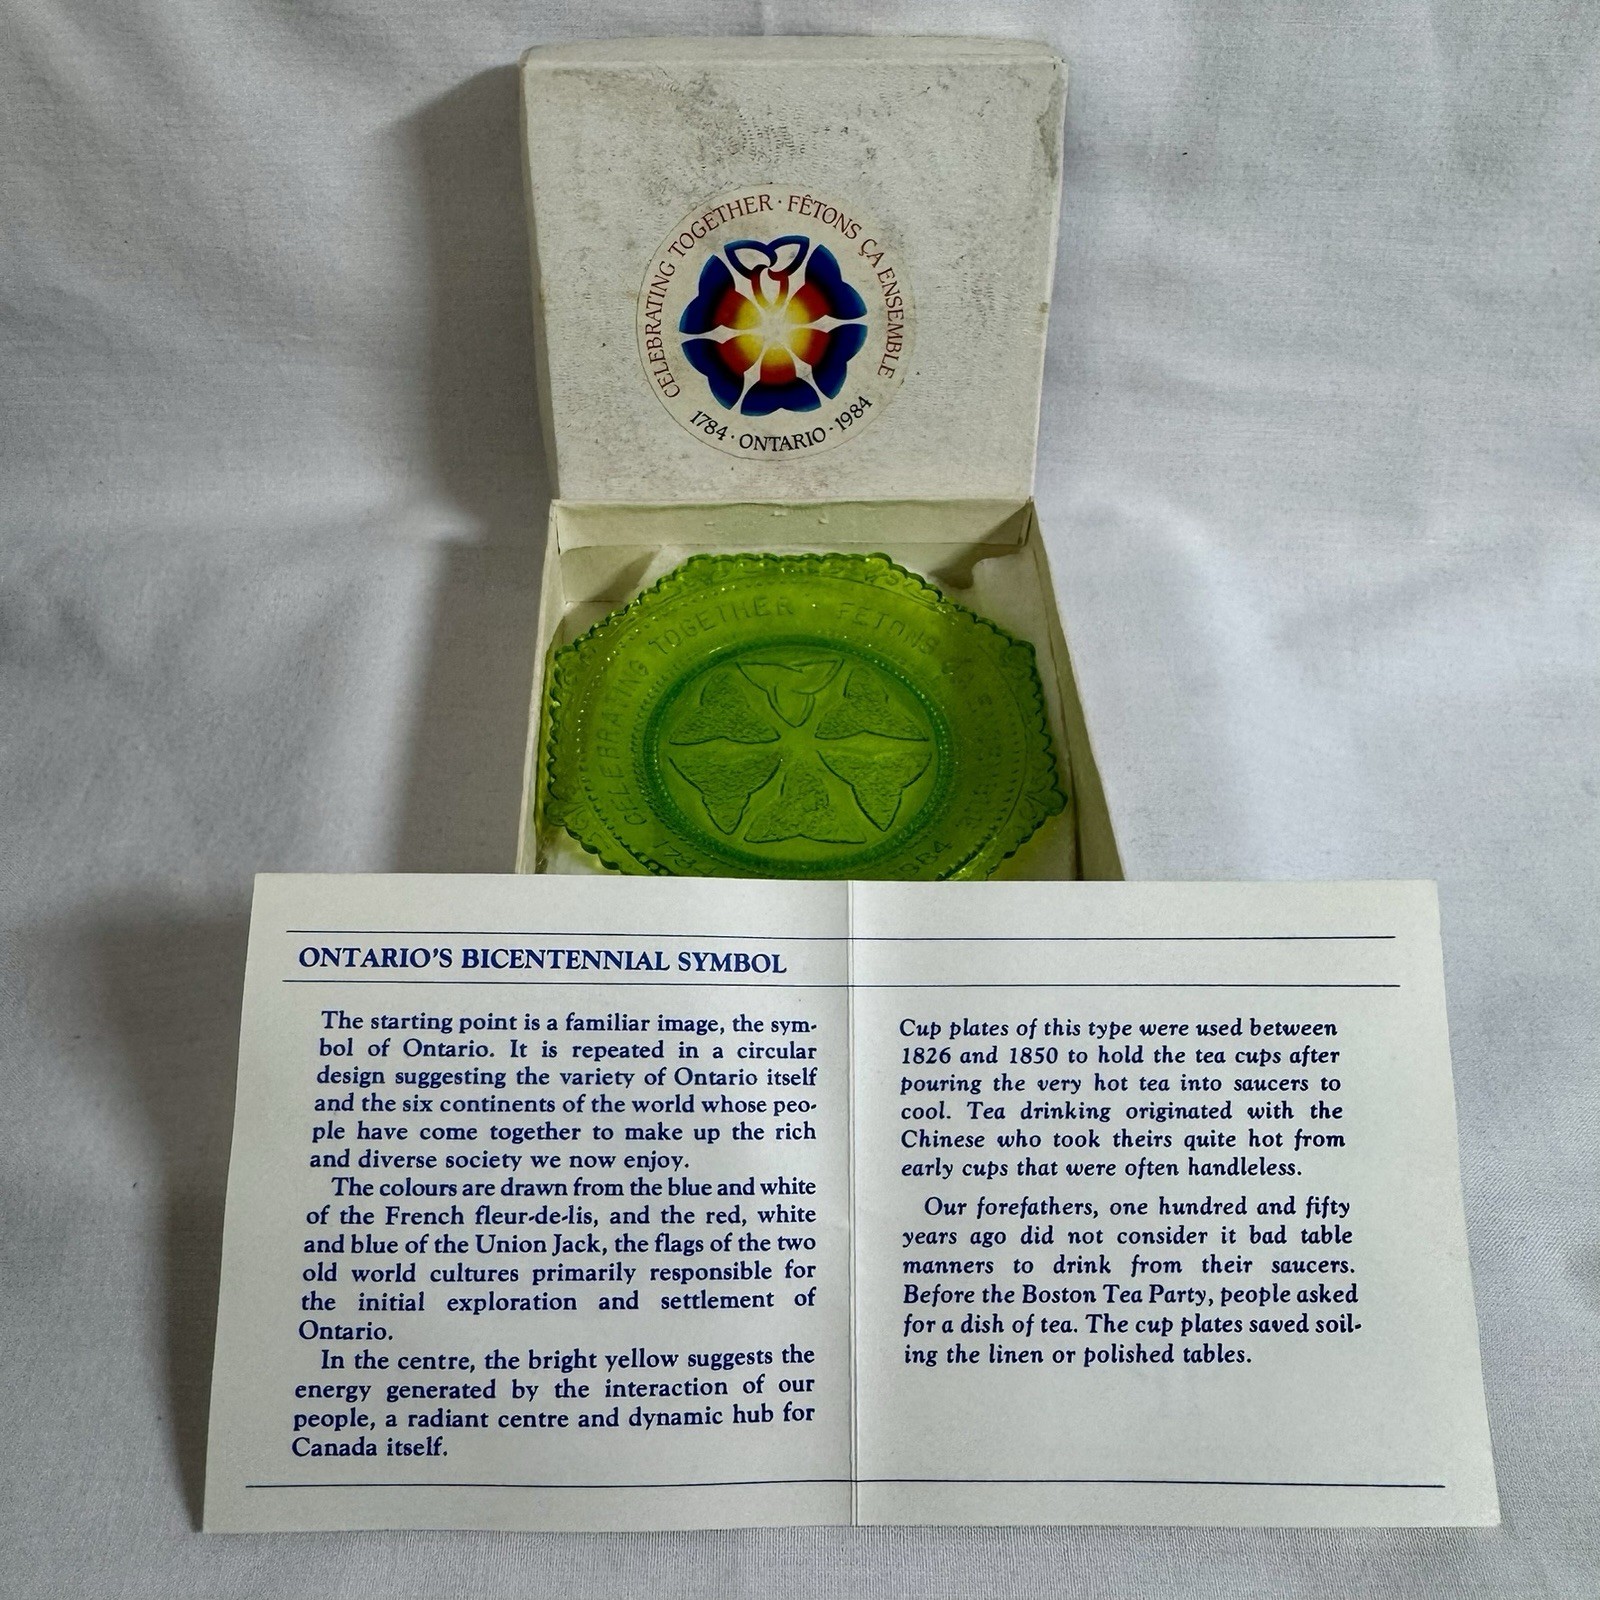 CELEBRATING TOGETHER · FÊTONS ÇA ENSEMBLE
1784 · ONTARIO · 1984
CELEBRATING TOGETHER FÊTONS
1984
ONTARIO'S BICENTENNIAL SYMBOL
The starting point is a familiar image, the sym-
bol of Ontario. It is repeated in a circular
design suggesting the variety of Ontario itself
and the six continents of the world whose peo-
ple have come together to make up the rich
and diverse society we now enjoy.
The colours are drawn from the blue and white
of the French fleur-de-lis, and the red, white
and blue of the Union Jack, the flags of the two
old world cultures primarily responsible for
the initial exploration and settlement of
Ontario.
In the centre, the bright yellow suggests the
energy generated by the interaction of our
people, a radiant centre and dynamic hub for
Canada itself.
Cup plates of this type were used between
1826 and 1850 to hold the tea cups after
pouring the very hot tea into saucers to
cool. Tea drinking originated with the
Chinese who took theirs quite hot from
early cups that were often handleless.
Our forefathers, one hundred and fifty
years ago did not consider it bad table
manners to drink from their saucers.
Before the Boston Tea Party, people asked
for a dish of tea. The cup plates saved soil-
ing the linen or polished tables.